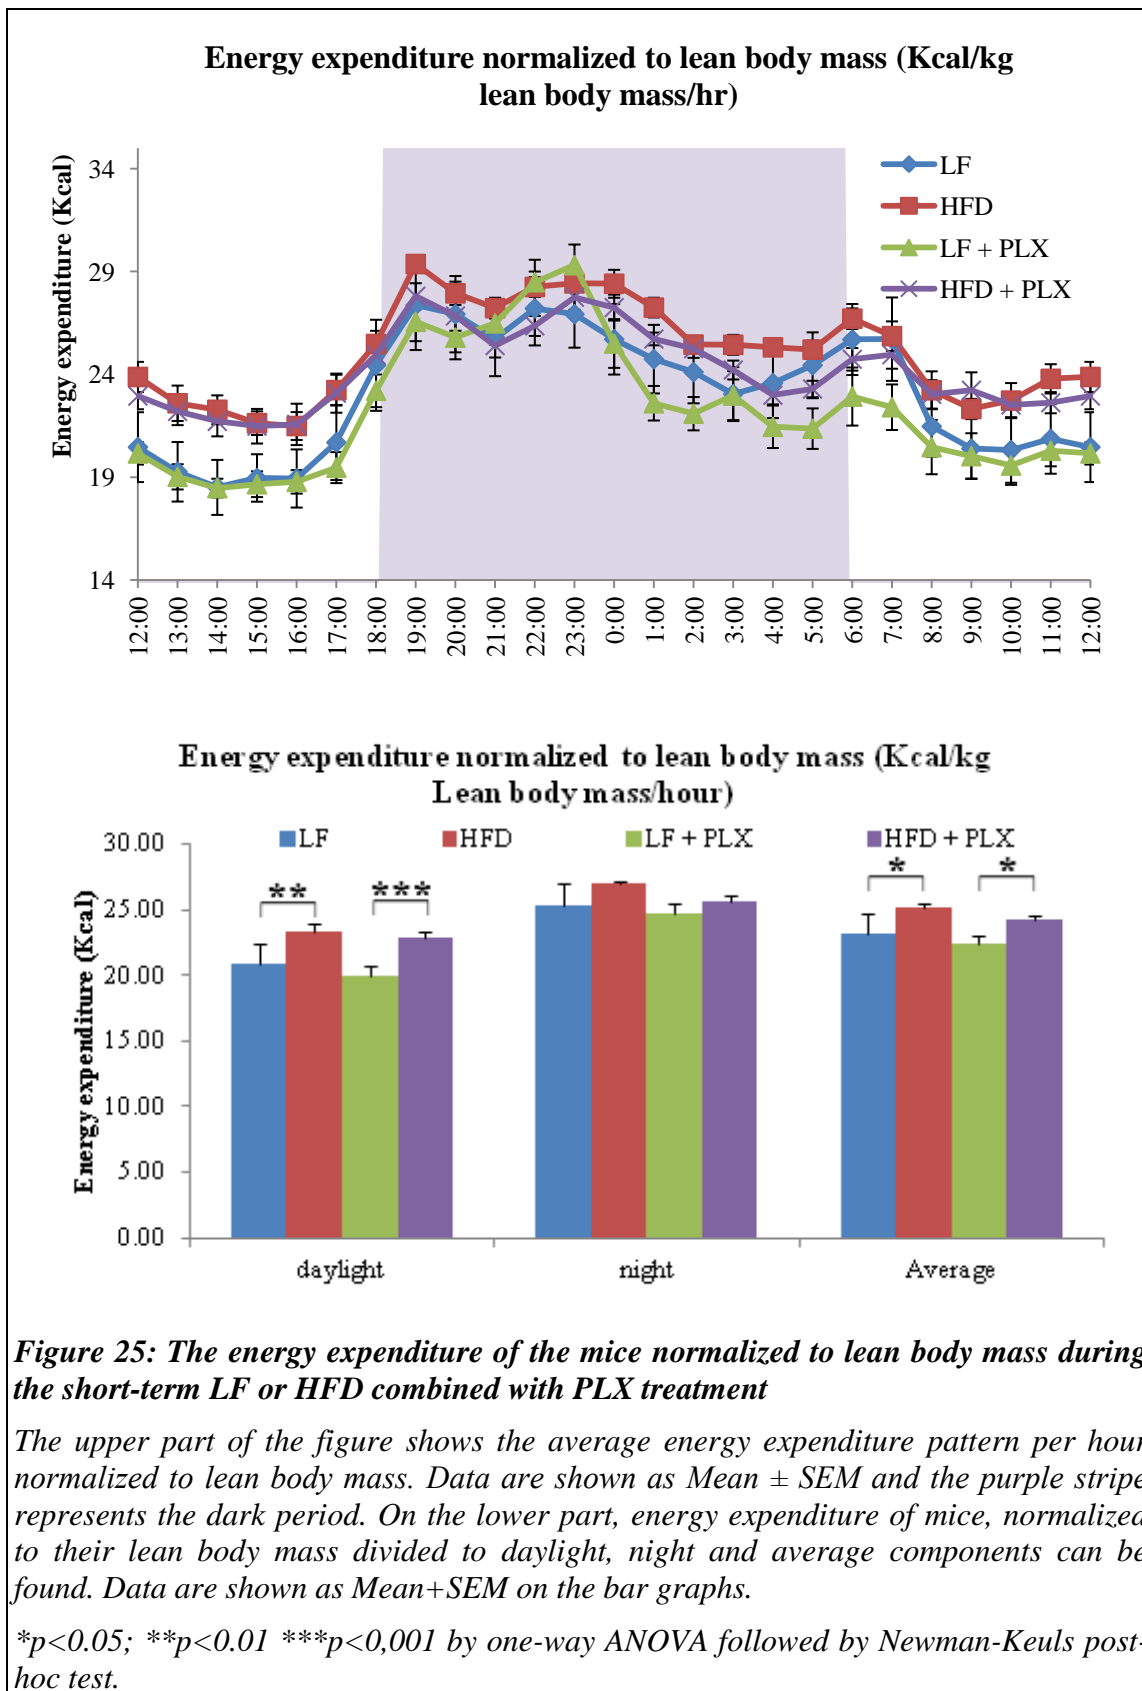 Energy expenditure normalized to lean body mass (Kcal/kg
lean body mass/hr)
Energy expenditure (Kcal)
34
29
24
19
14
LF
HFD
LF + PLX
HFD + PLX
12:00
13:00
14:00
15:00
16:00
17:00
18:00
19:00
20:00
21:00
22:00
23:00
0:00
1:00
2:00
3:00
4:00
5:00
6:00
7:00
8:00
9:00
10:00
11:00
12:00
Energy expenditure normalized to lean body mass (Kcal/kg
Lean body mass/hour)
LF
HFD
LF + PLX
HFD + PLX
Energy expenditure (Kcal)
30.00
25.00
20.00
15.00
10.00
5.00
0.00
**
***
*
*
daylight
night
Average
Figure 25: The energy expenditure of the mice normalized to lean body mass during
the short-term LF or HFD combined with PLX treatment
The upper part of the figure shows the average energy expenditure pattern per hour
normalized to lean body mass. Data are shown as Mean ± SEM and the purple stripe
represents the dark period. On the lower part, energy expenditure of mice, normalized
to their lean body mass divided to daylight, night and average components can be
found. Data are shown as Mean+SEM on the bar graphs.
*p<0.05; **p<0.01 ***p<0,001 by one-way ANOVA followed by Newman-Keuls post-
hoc test.